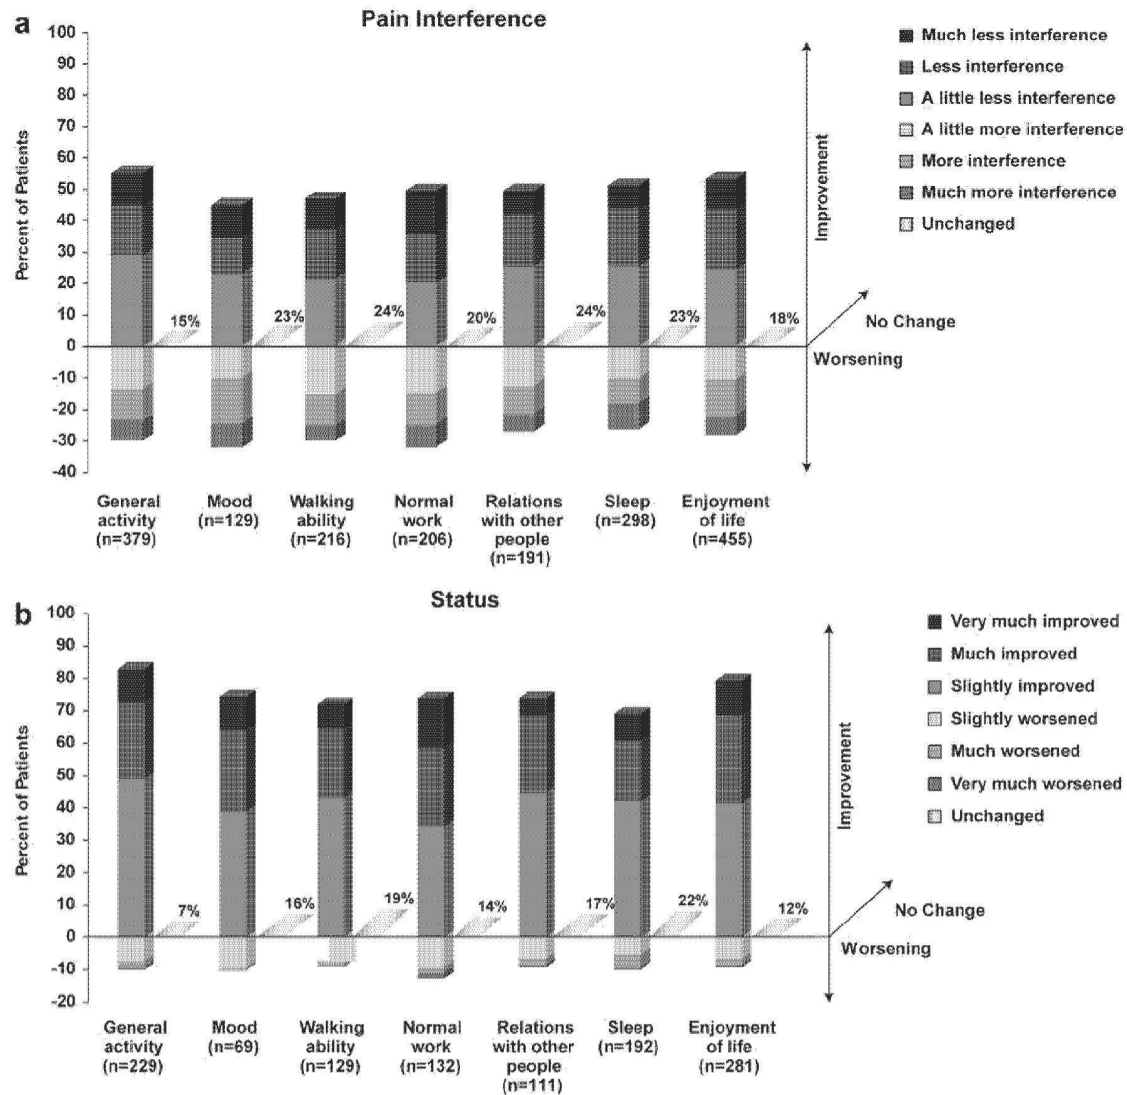 a
Pain Interference
Percent of Patients
100
90
80
70
60
50
40
30
20
10
0
-10
-20
-30
-40
15%
23%
24%
20%
24%
23%
18%
Improvement
No Change
Worsening
Much less interference
Less interference
A little less interference
A little more interference
More interference
Much more interference
Unchanged
General
activity
(n=379)
Mood
(n=129)
Walking
ability
(n=216)
Normal
work
(n=206)
Relations
with other
people
(n=191)
Sleep
(n=298)
Enjoyment
of life
(n=455)
b
Status
Percent of Patients
100
90
80
70
60
50
40
30
20
10
0
-10
-20
7%
16%
19%
14%
17%
22%
12%
Improvement
No Change
Worsening
Very much improved
Much improved
Slightly improved
Slightly worsened
Much worsened
Very much worsened
Unchanged
General
activity
(n=229)
Mood
(n=69)
Walking
ability
(n=129)
Normal
work
(n=132)
Relations
with other
people
(n=111)
Sleep
(n=192)
Enjoyment
of life
(n=281)